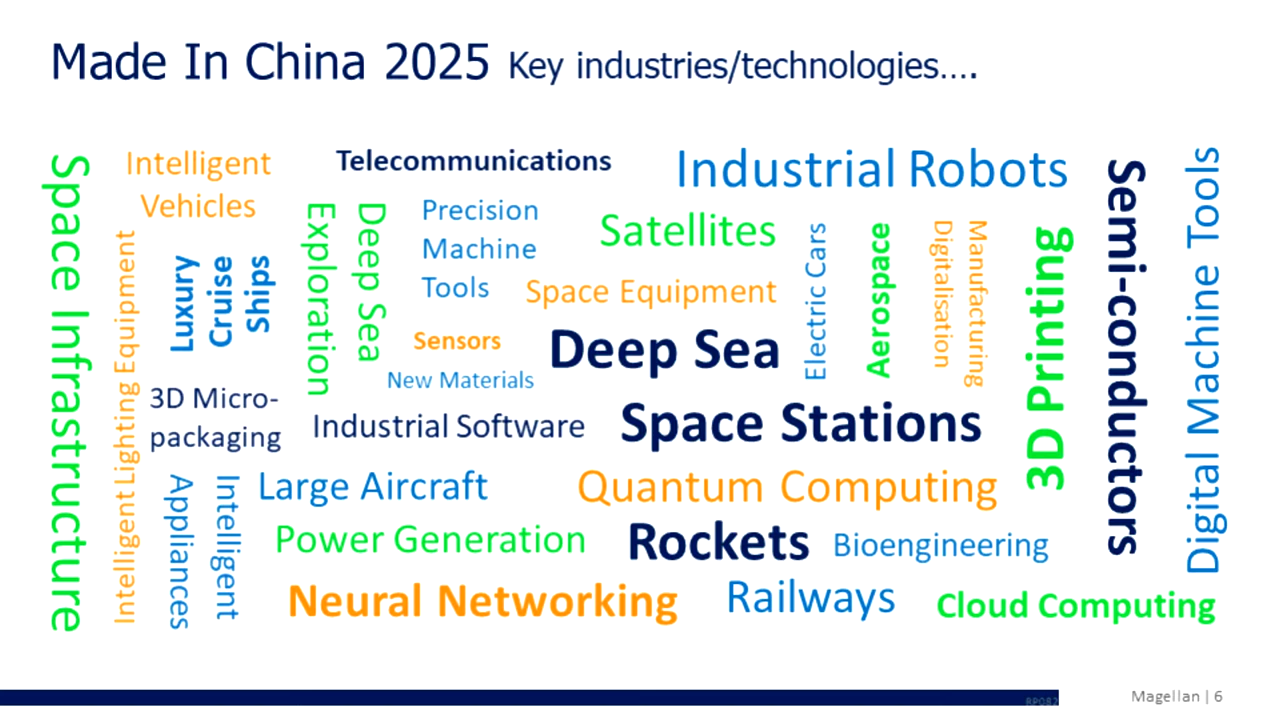 Made In China 2025 Key industries/technologies….
Space Infrastructure
Intelligent
Vehicles
Telecommunications
Industrial Robots
Semi-conductors
Digital Machine Tools
Intelligent Lighting Equipment
Luxury
Cruise
Ships
Deep Sea
Exploration
Precision
Machine
Tools
Satellites
Space Equipment
Electric Cars
Aerospace
Manufacturing
Digitalisation
3D Printing
Sensors
Deep Sea
New Materials
3D Micro-
packaging
Industrial Software
Space Stations
Intelligent
Appliances
Large Aircraft
Quantum Computing
Power Generation
Rockets
Bioengineering
Neural Networking
Railways
Cloud Computing
Magellan | 6